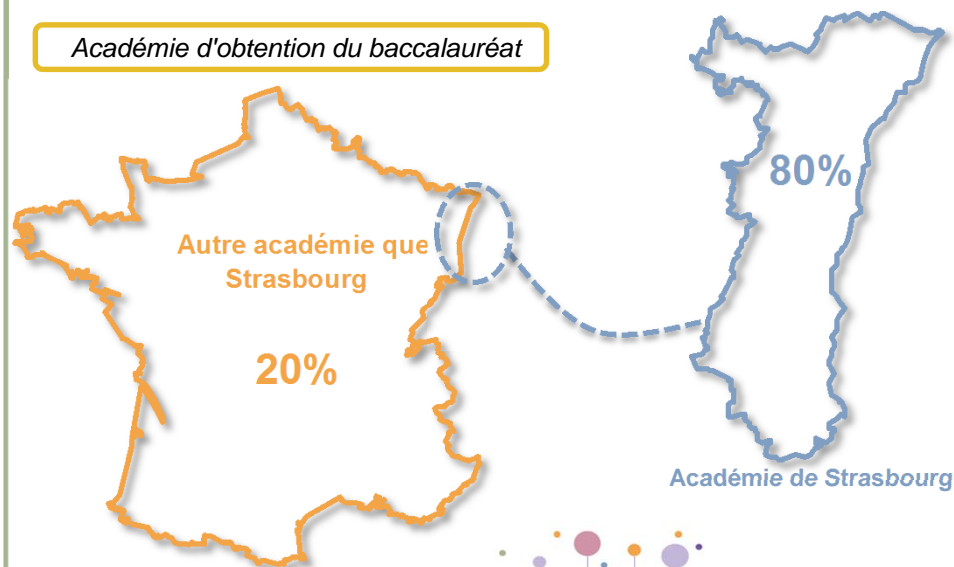 Académie d'obtention du baccalauréat
80%
Autre académie que
Strasbourg
20%
Académie de Strasbourg